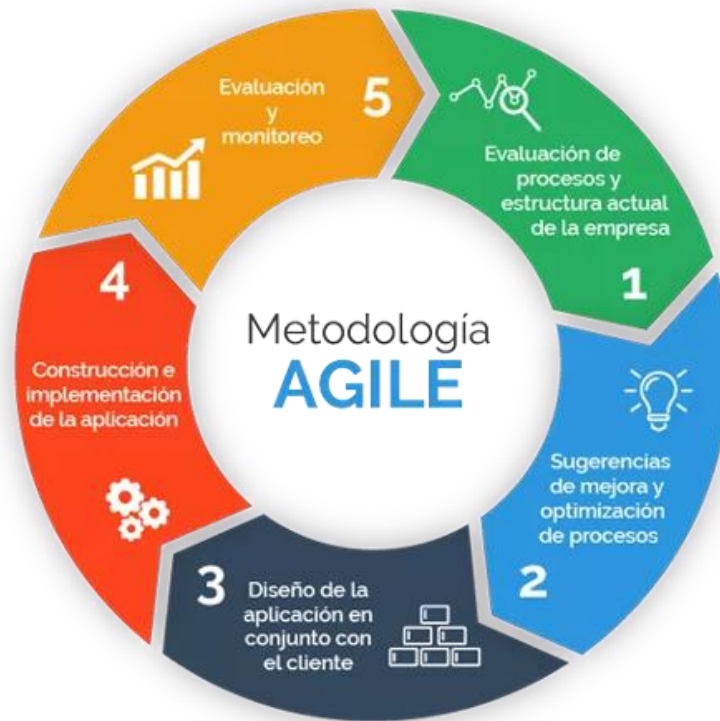 Metodología
AGILE
Evaluación de
procesos y
estructura actual
de la empresa
1
Sugerencias
de mejora y
optimización
de procesos
2
3
Diseño de la
aplicación en
conjunto con
el cliente
4
Construcción e
implementación
de la aplicación
Evaluación
y
monitoreo
5